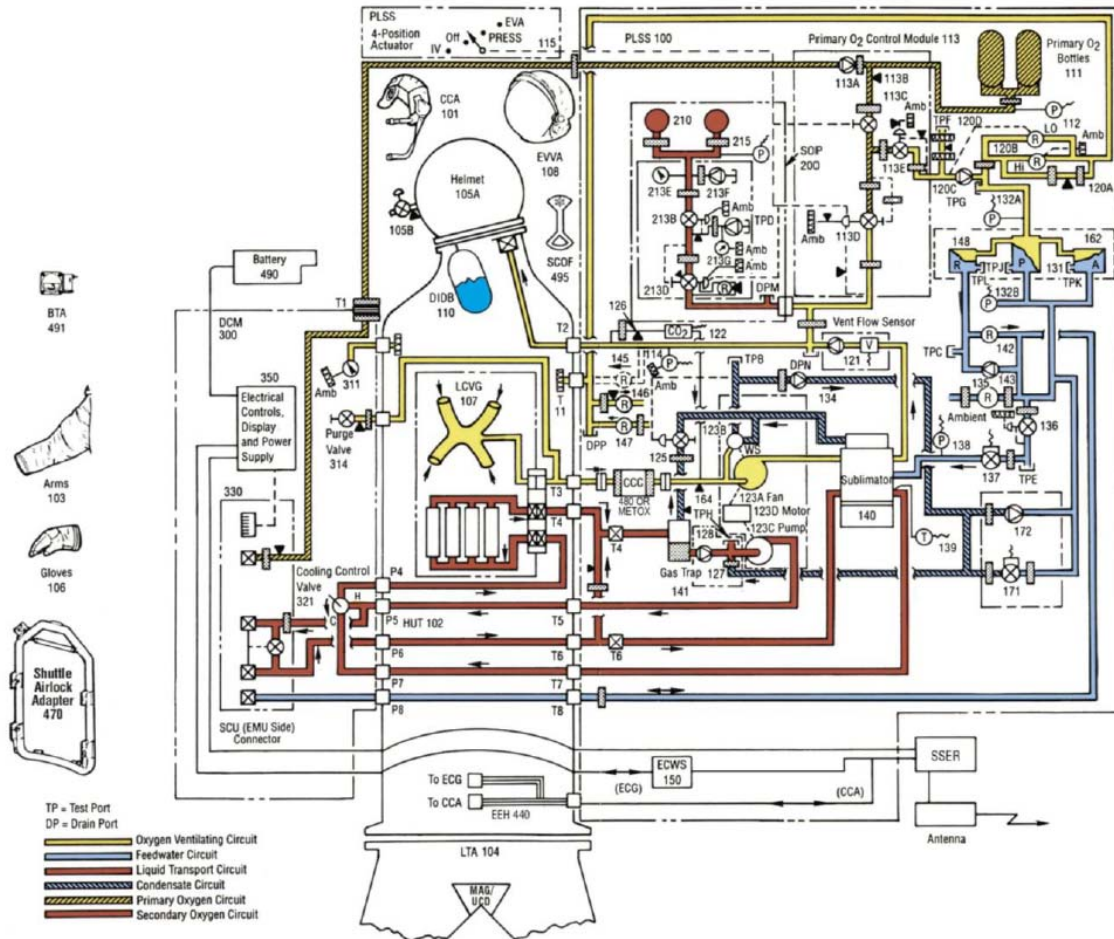 PLSS
4-Position
Actuator
EVA
Off
PRESS
IV
115
PLSS 100
Primary O2 Control Module 113
Primary O2
Bottles
111
113A
113B
113C
Amb
TPF
120D
112
CCA
101
EVVA
108
210
215
P
SOP
200
LO
R
120B
Amb
Hi
R
113E
120C
TPG
120A
132A
P
Helmet
105A
105B
213E
213F
213B
Amb
TPD
Amb
213G
Amb
213D
R
DPM
Amb
113D
SCOF
495
148
162
R
TPJ
P
131
A
TPL
TPK
132B
P
Battery
490
BTA
491
DCM
300
T1
DIDB
110
T2
126
CO2
122
Vent Flow Sensor
V
121
R
142
TPC
350
Electrical
Controls,
Display
and Power
Supply
Amb
311
Purge
Valve
314
LCVG
107
T
11
145
R
114
P
Amb
146
R
DPP
147
R
TPB
DPN
134
125
123B
WS
135
143
R
Ambient
136
P
138
137
TPE
Arms
103
330
T3
CCC
480 OR
METOX
164
123A Fan
123D Motor
123C Pump
Sublimator
140
T4
T4
TPH
128
127
Gas Trap
141
T
139
172
171
Gloves
106
Cooling Control
Valve
321
H
C
P4
P5
HUT 102
T5
P6
T6
T6
P7
T7
P8
T8
Shuttle
Airlock
Adapter
470
SCU (EMU Side)
Connector
ECWS
150
(ECG)
SSER
To ECG
To CCA
(CCA)
EEH 440
Antenna
TP = Test Port
DP = Drain Port
Oxygen Ventilating Circuit
Feedwater Circuit
Liquid Transport Circuit
Condensate Circuit
Primary Oxygen Circuit
Secondary Oxygen Circuit
LTA 104
MAG/
UCD